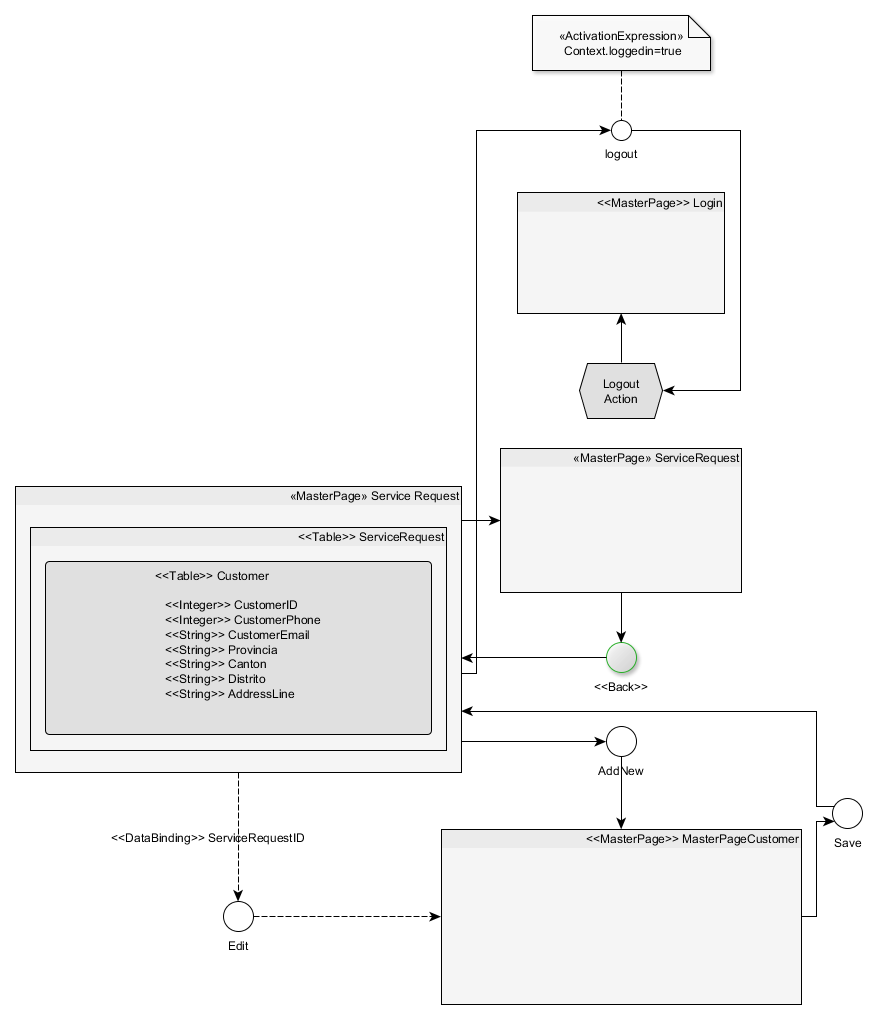 «ActivationExpression»
Context.loggedin=true
logout
<<MasterPage>> Login
Logout
Action
«MasterPage» ServiceRequest
«MasterPage» Service Request
<<Table>> ServiceRequest
<<Table>> Customer
<<Integer>> CustomerID
<<Integer>> CustomerPhone
<<String>> CustomerEmail
<<String>> Provincia
<<String>> Canton
<<String>> Distrito
<<String>> AddressLine
<<Back>>
AddNew
<<DataBinding>> ServiceRequestID
<<MasterPage>> MasterPageCustomer
Save
Edit